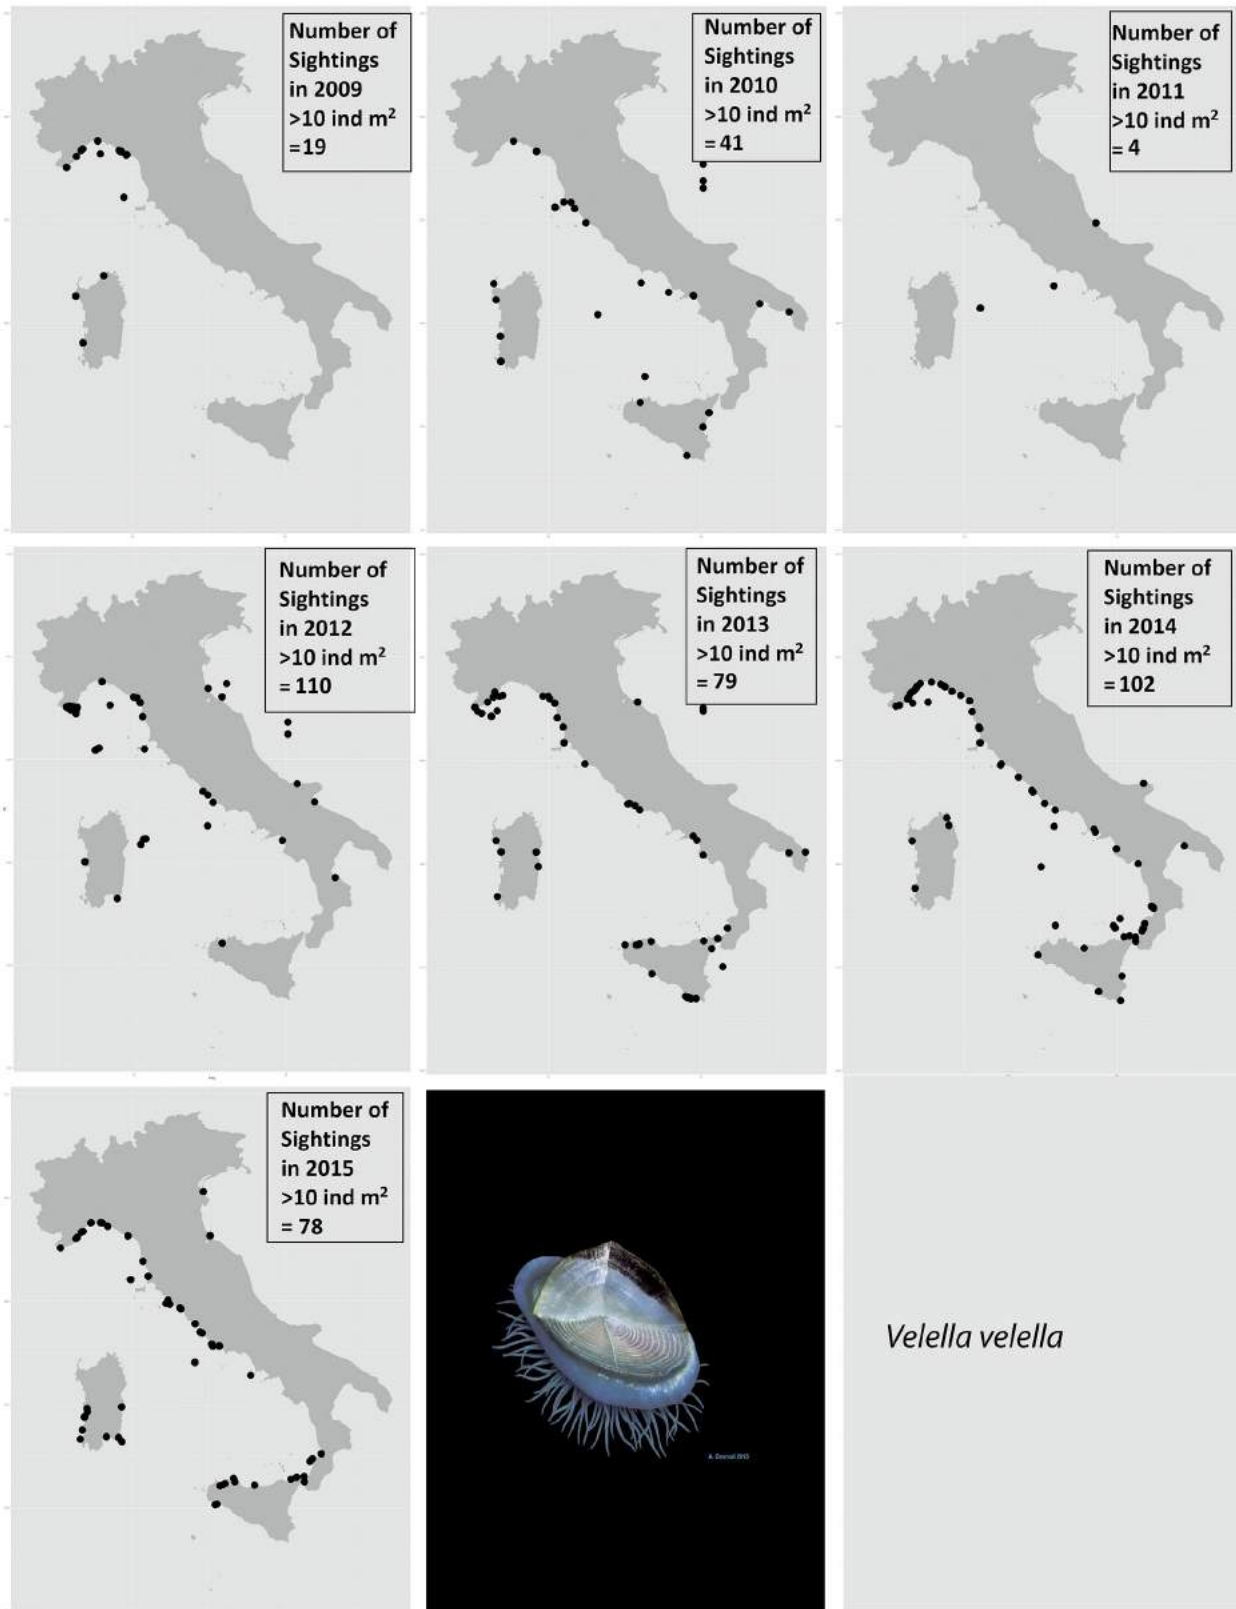 Number of
Sightings
in 2009
>10 ind m²
=19
Number of
Sightings
in 2010
>10 ind m²
= 41
Number of
Sightings
in 2011
>10 ind m²
= 4
Number of
Sightings
in 2012
>10 ind m²
= 110
Number of
Sightings
in 2013
>10 ind m²
= 79
Number of
Sightings
in 2014
>10 ind m²
= 102
Number of
Sightings
in 2015
>10 ind m²
= 78
Velella velella